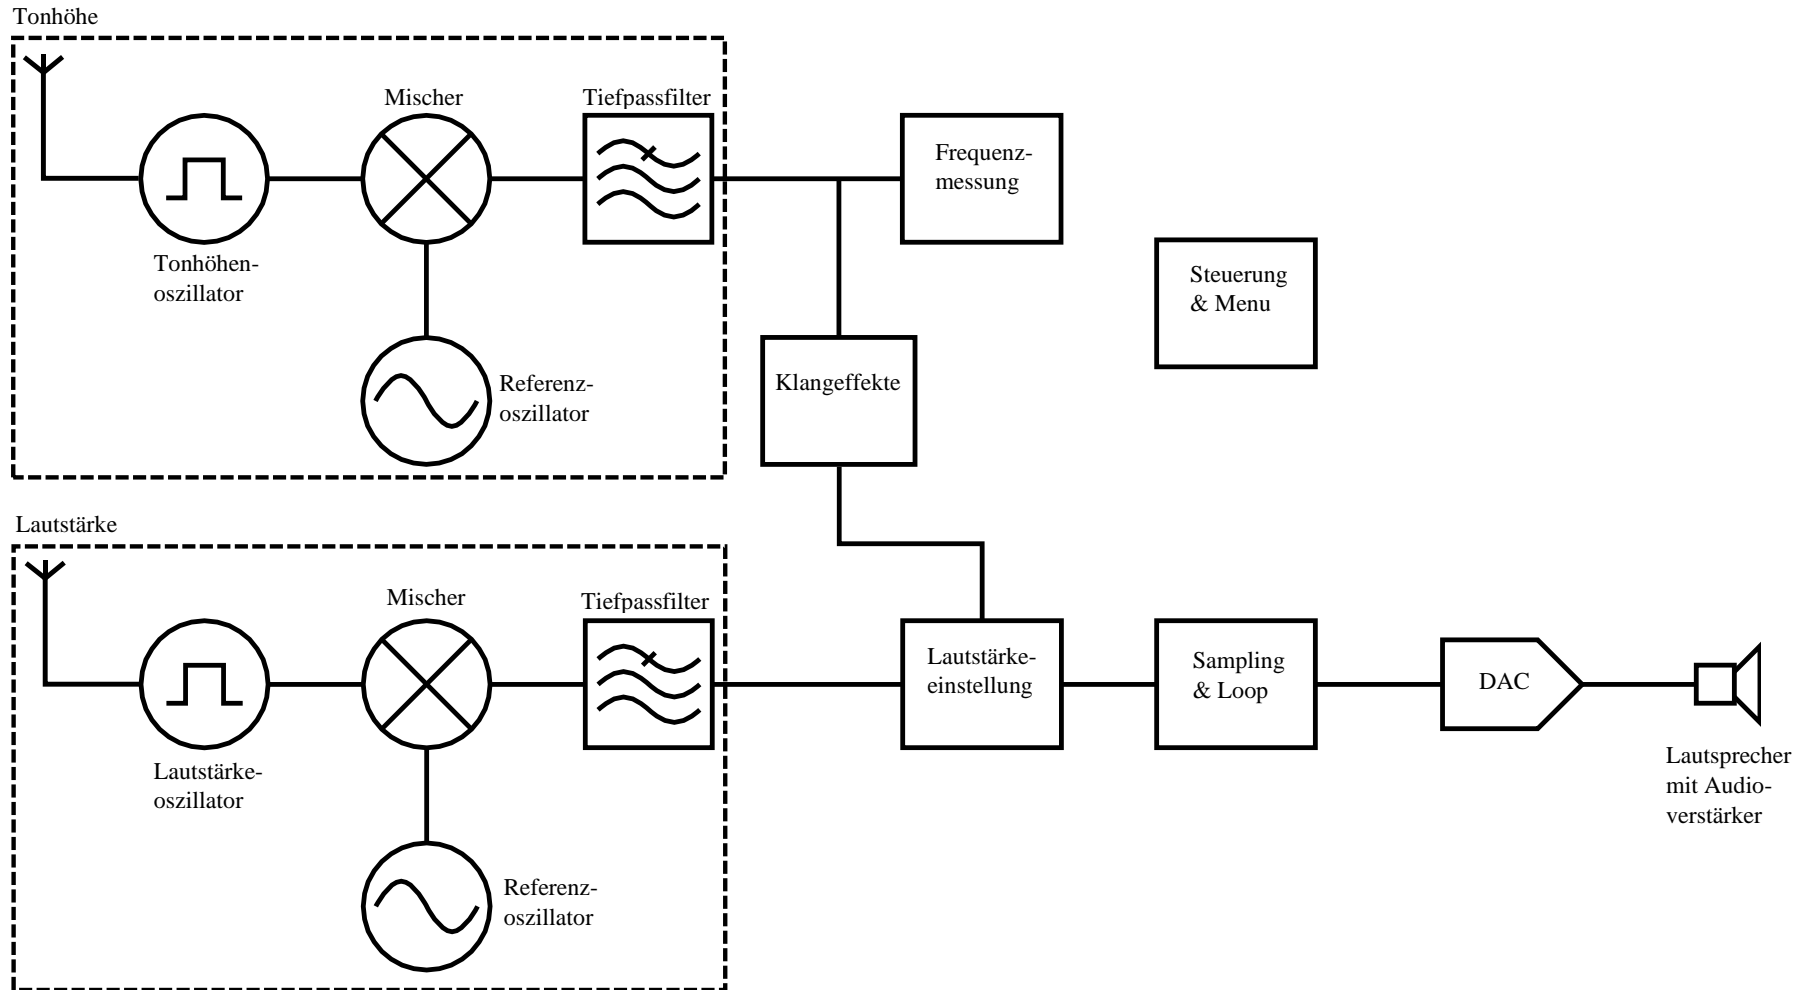 Tonhöhe
Mischer
Tiefpassfilter
Frequenz-
messung
Tonhöhen-
oszillator
Steuerung
& Menu
Referenz-
oszillator
Klangeffekte
Lautstärke
Mischer
Tiefpassfilter
Lautstärke-
einstellung
Sampling
& Loop
DAC
Lautstärke-
oszillator
Lautsprecher
mit Audio-
verstärker
Referenz-
oszillator